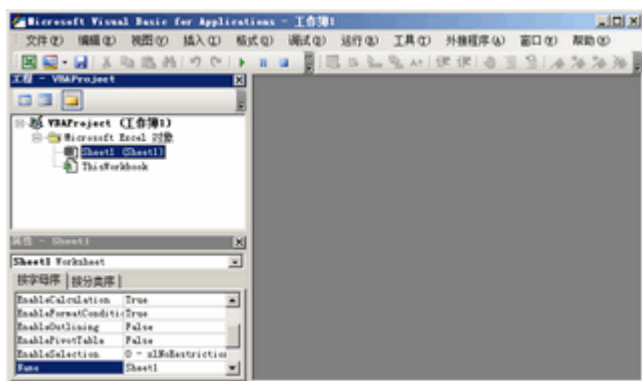 Microsoft Visual Basic for Applications - 工作簿1
文件(F) 编辑(E) 视图(V) 插入(I) 格式(O) 调试(D) 运行(R) 工具(T) 外接程序(A) 窗口(W) 帮助(H)
工程 - VBAProject
VBAProject (工作簿1)
Microsoft Excel 对象
Sheet1 (Sheet1)
ThisWorkbook
属性 - Sheet1
Sheet1 Worksheet
按字母序 按分类序
EnableCalculation True
EnableFormatConditi True
EnableOutlining False
EnablePivotTable False
EnableSelection 0 - xlNoRestriction
Name Sheet1